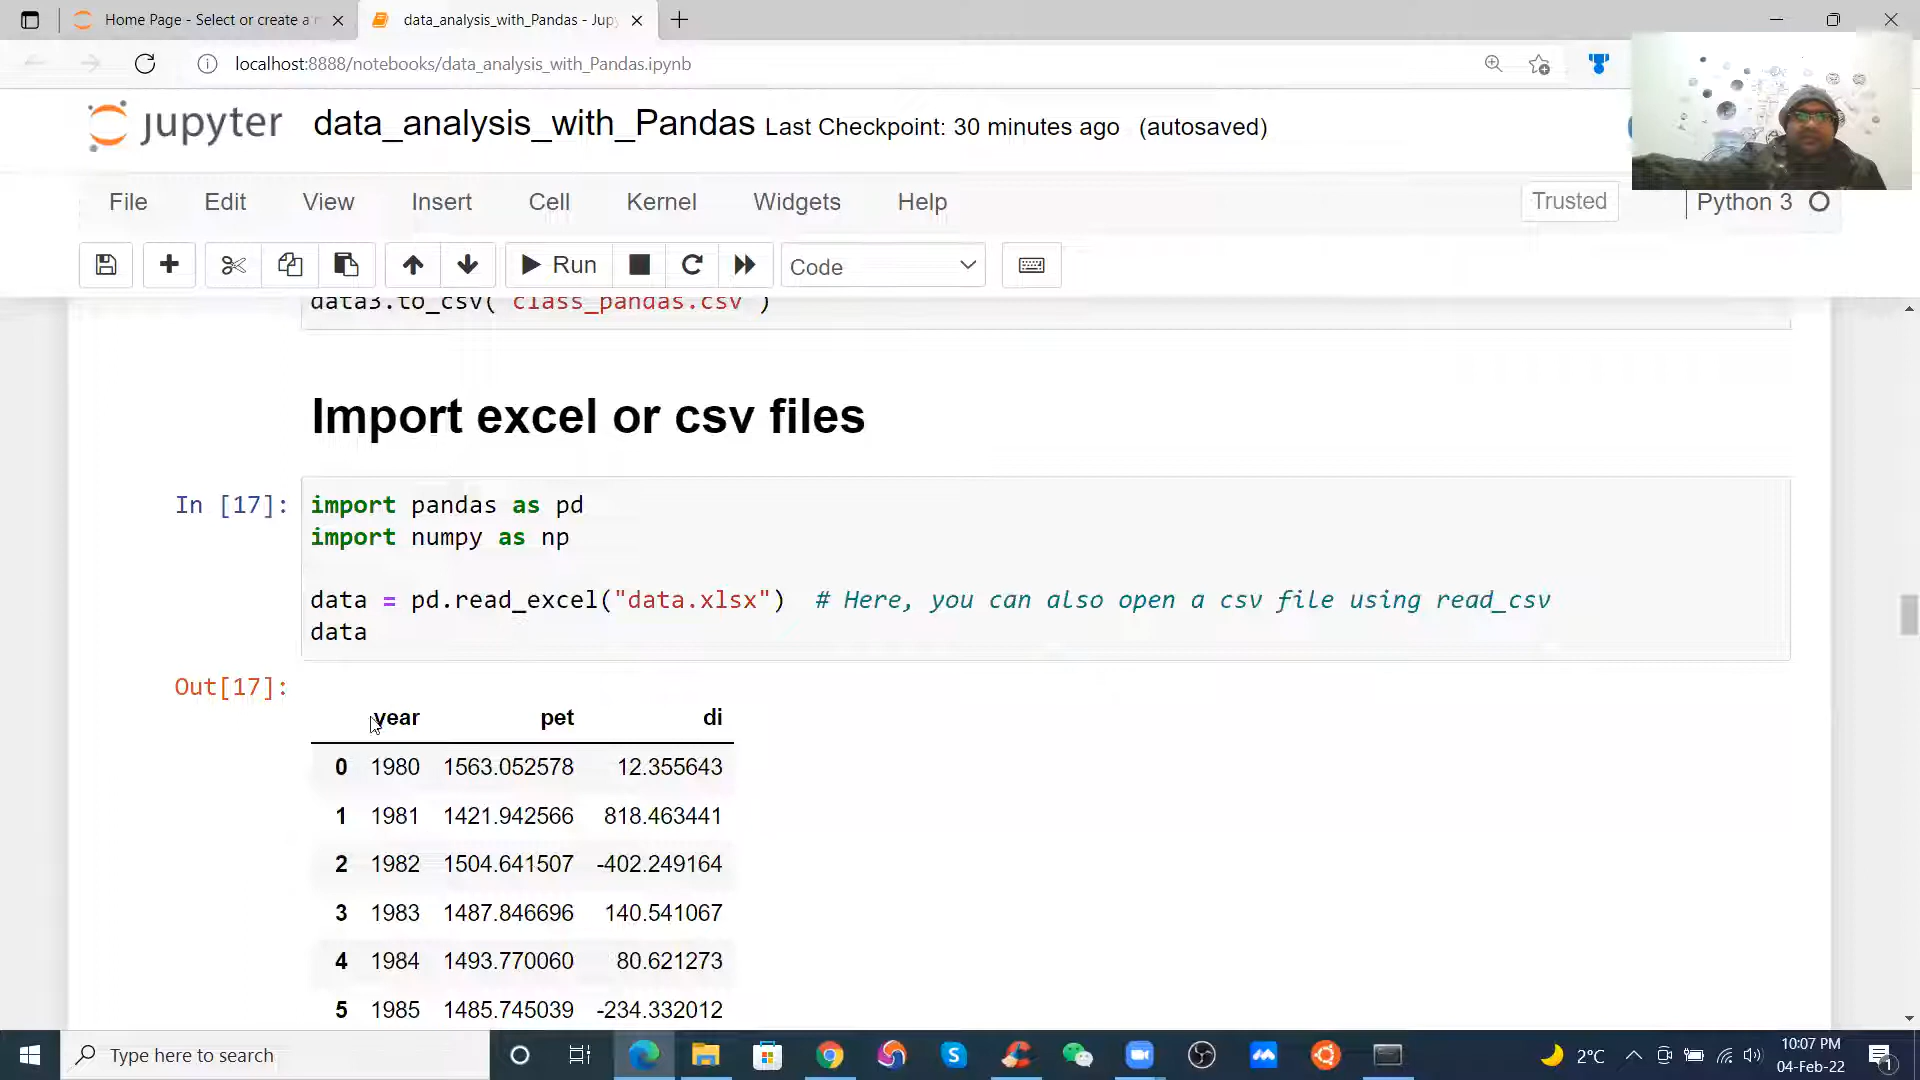 Home Page - Select or create a n
data_analysis_with_Pandas - Jup
localhost:8888/notebooks/data_analysis_with_Pandas.ipynb
jupyter data_analysis_with_Pandas Last Checkpoint: 30 minutes ago (autosaved)
File Edit View Insert Cell Kernel Widgets Help Trusted Python 3
Run Code
data3.to_csv( class_pandas.csv )
Import excel or csv files
In [17]: import pandas as pd
import numpy as np
data = pd.read_excel("data.xlsx") # Here, you can also open a csv file using read_csv
data
Out[17]:
year pet di
0 1980 1563.052578 12.355643
1 1981 1421.942566 818.463441
2 1982 1504.641507 -402.249164
3 1983 1487.846696 140.541067
4 1984 1493.770060 80.621273
5 1985 1485.745039 -234.332012
Type here to search
2°C
10:07 PM
04-Feb-22
1